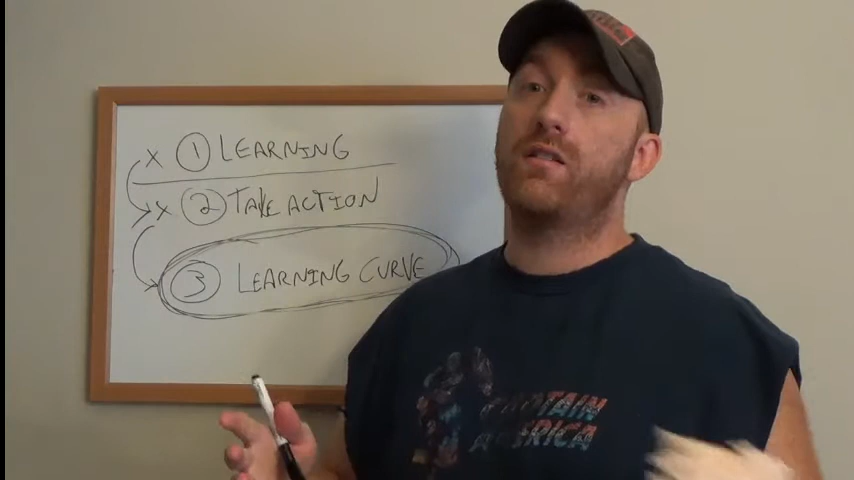 x 1 LEARNING
x 2 TAKE ACTION
3 LEARNING CURVE
CAPTAIN
AMERICA